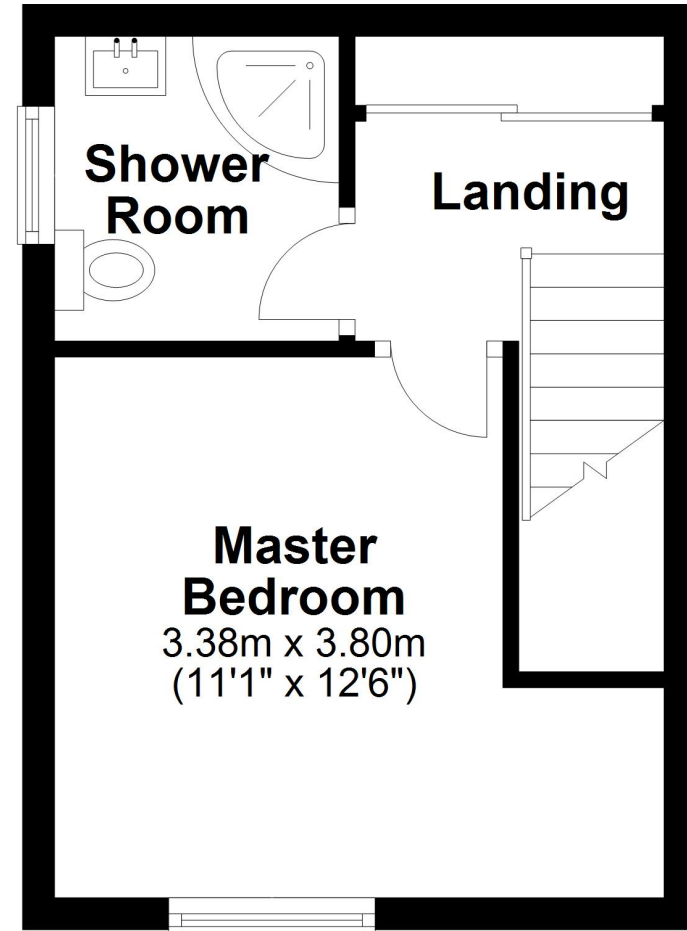 Shower
Room
Landing
Master
Bedroom
3.38m x 3.80m
(11'1" x 12'6")